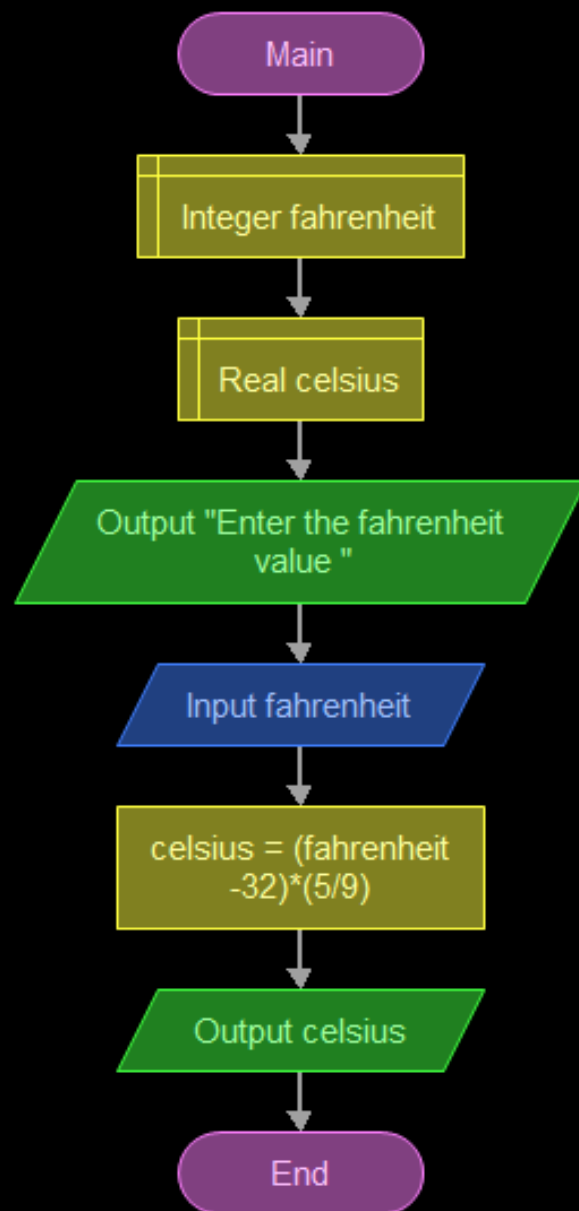 Main
Integer fahrenheit
Real celsius
Output "Enter the fahrenheit
value "
Input fahrenheit
celsius = (fahrenheit
-32)*(5/9)
Output celsius
End